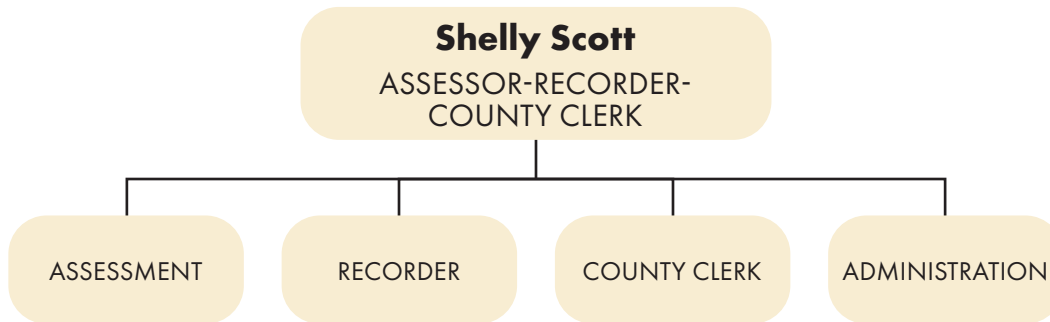 Shelly Scott
ASSESSOR-RECORDER-
COUNTY CLERK
ASSESSMENT
RECORDER
COUNTY CLERK
ADMINISTRATION